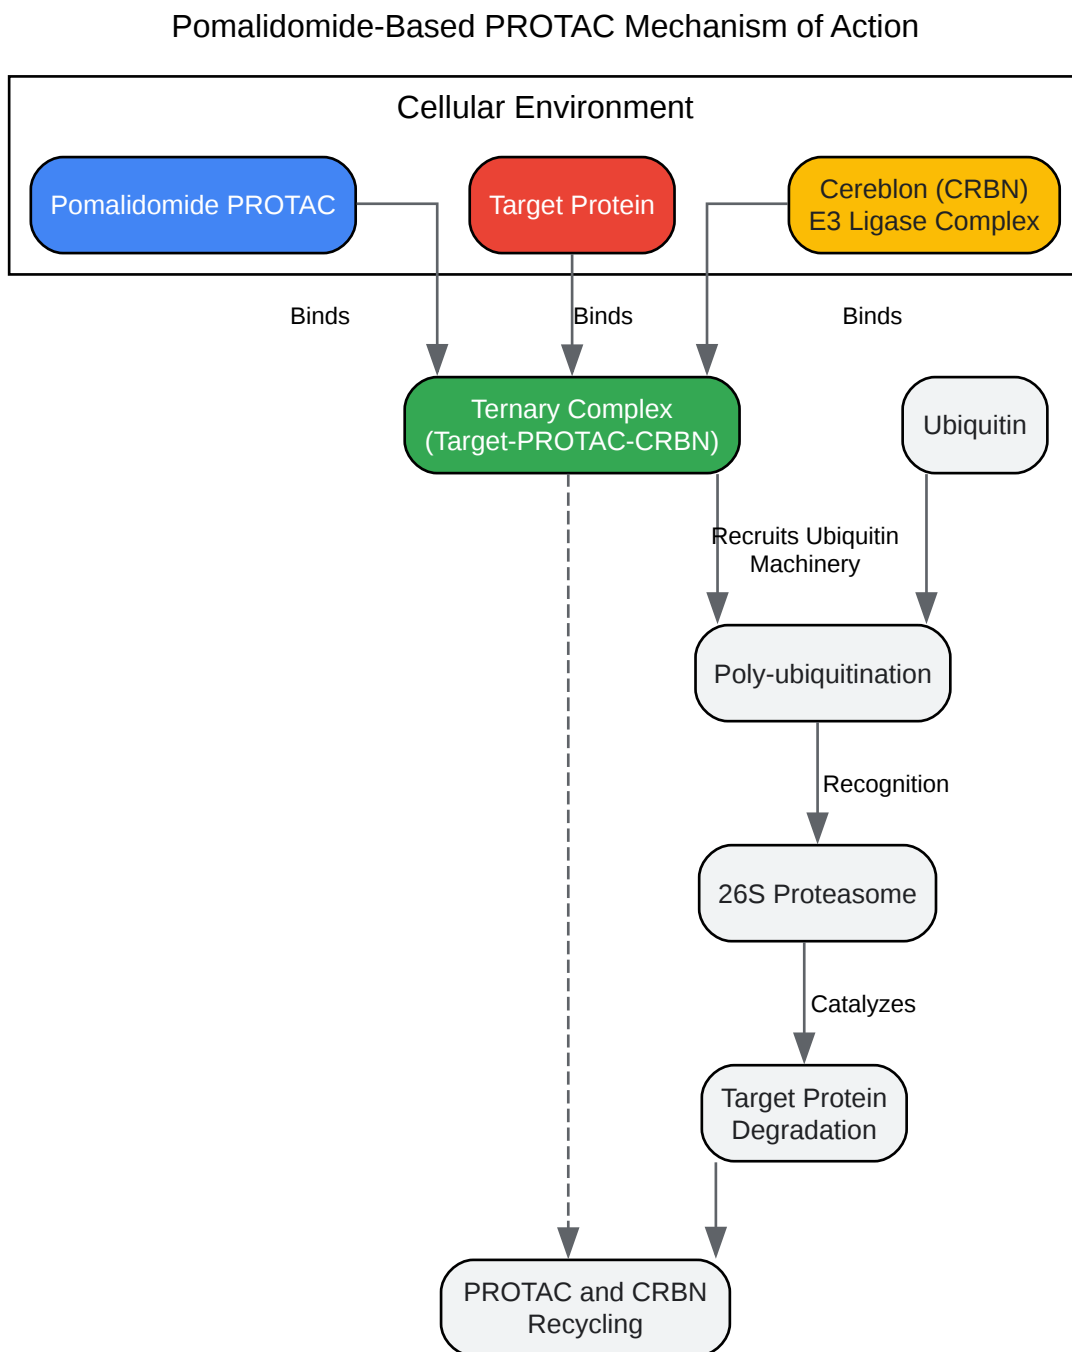 Pomalidomide-Based PROTAC Mechanism of Action
Cellular Environment
Pomalidomide PROTAC
Target Protein
Cereblon (CRBN)
E3 Ligase Complex
Binds
Binds
Binds
Ternary Complex
(Target-PROTAC-CRBN)
Ubiquitin
Recruits Ubiquitin
Machinery
Poly-ubiquitination
Recognition
26S Proteasome
Catalyzes
Target Protein
Degradation
PROTAC and CRBN
Recycling